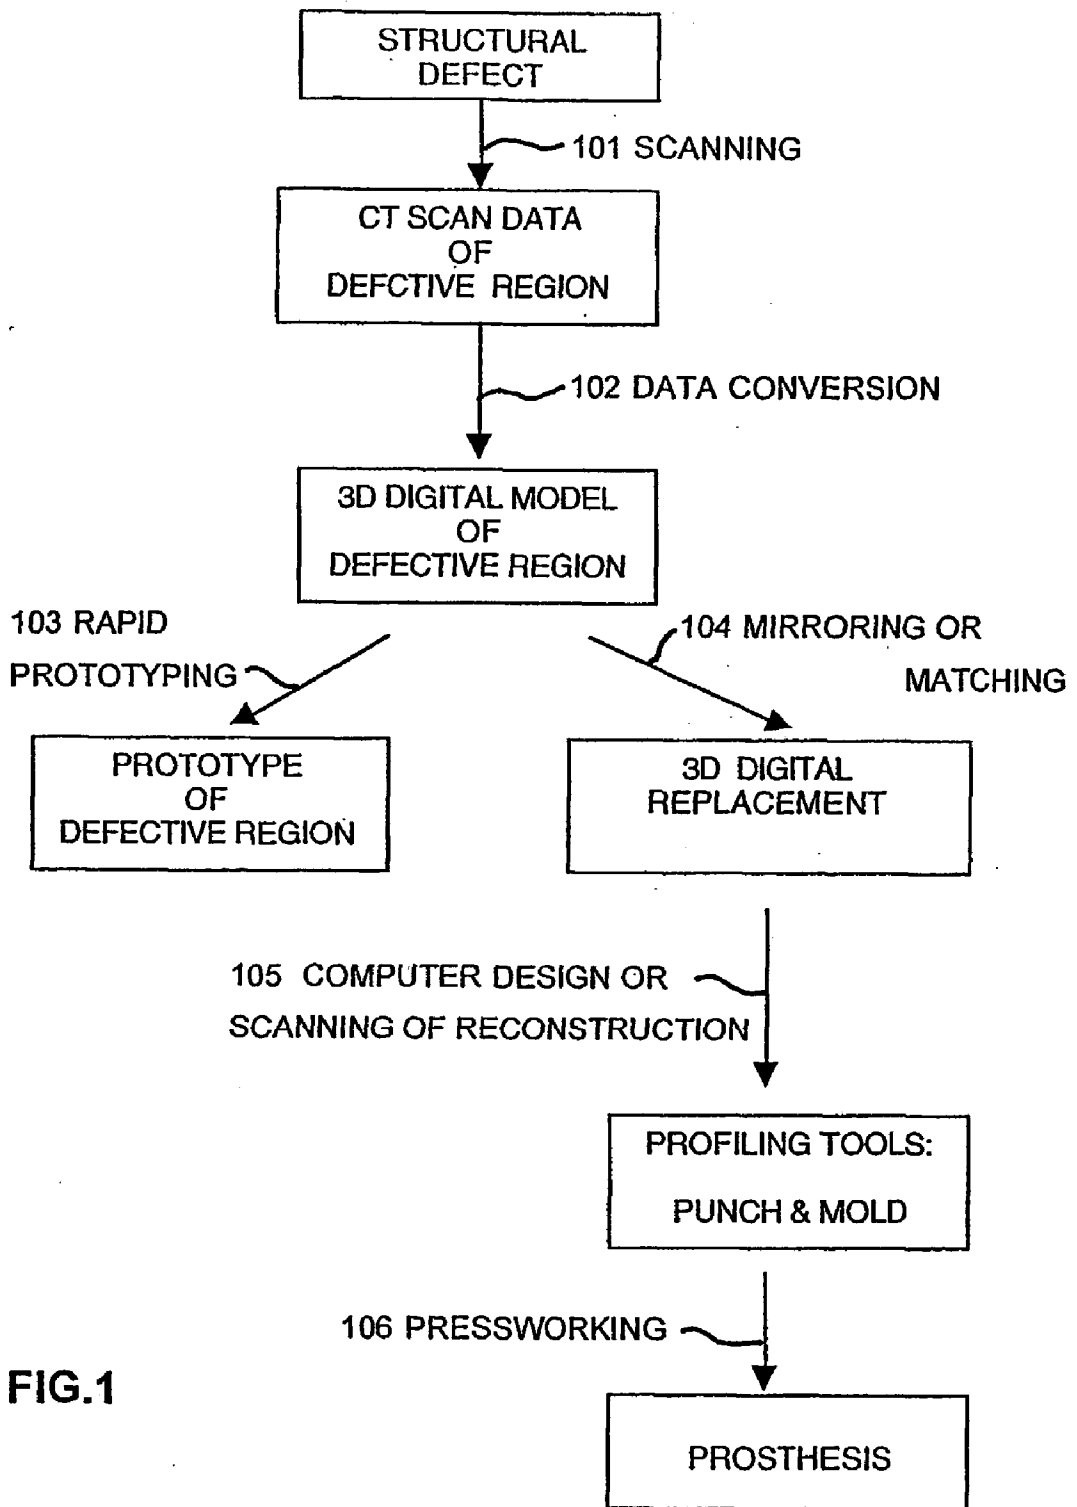 STRUCTURAL
DEFECT
101 SCANNING
CT SCAN DATA
OF
DEFCTIVE REGION
102 DATA CONVERSION
3D DIGITAL MODEL
OF
DEFECTIVE REGION
103 RAPID
PROTOTYPING
104 MIRRORING OR
MATCHING
PROTOTYPE
OF
DEFECTIVE REGION
3D DIGITAL
REPLACEMENT
105 COMPUTER DESIGN OR
SCANNING OF RECONSTRUCTION
PROFILING TOOLS:
PUNCH & MOLD
106 PRESSWORKING
FIG.1
PROSTHESIS